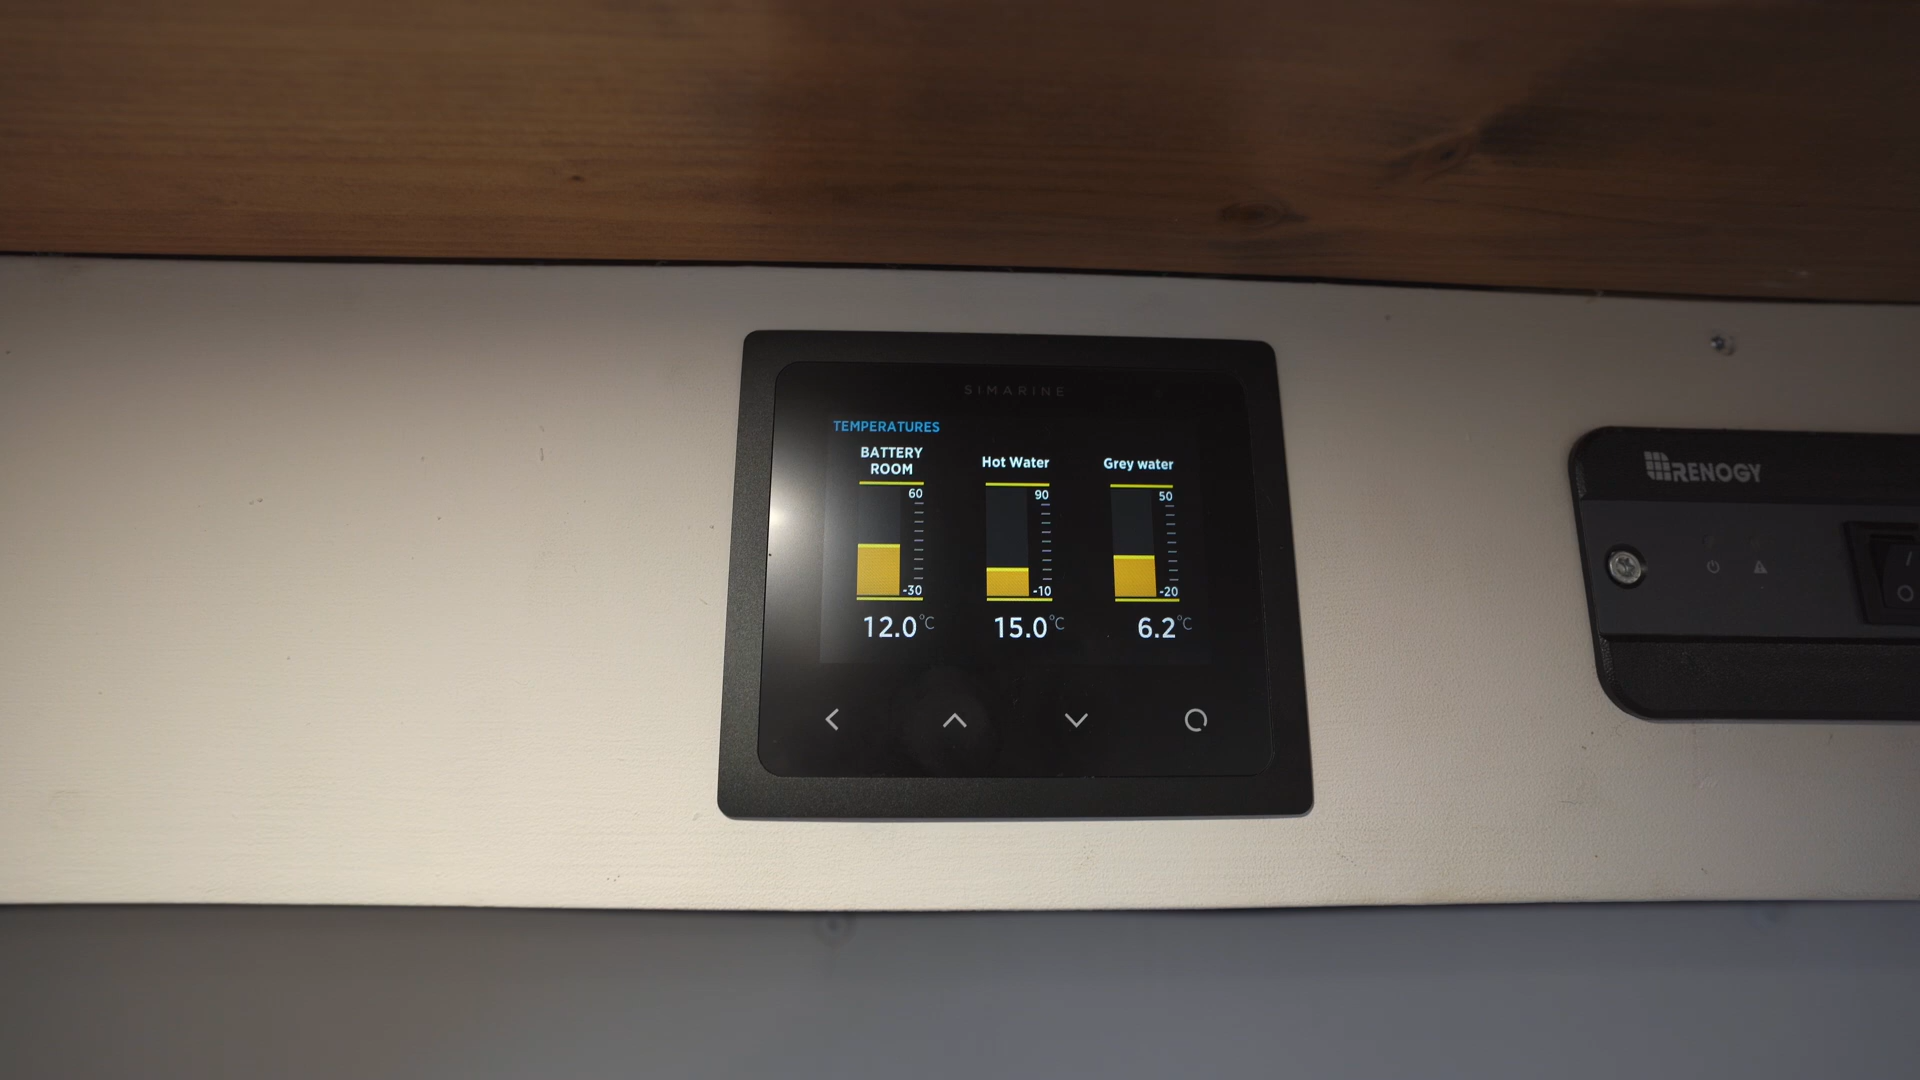 SIMARINE
TEMPERATURES
BATTERY
ROOM
Hot Water
Grey water
60
90
50
-30
-10
-20
12.0°C
15.0°C
6.2°C
RENOGY